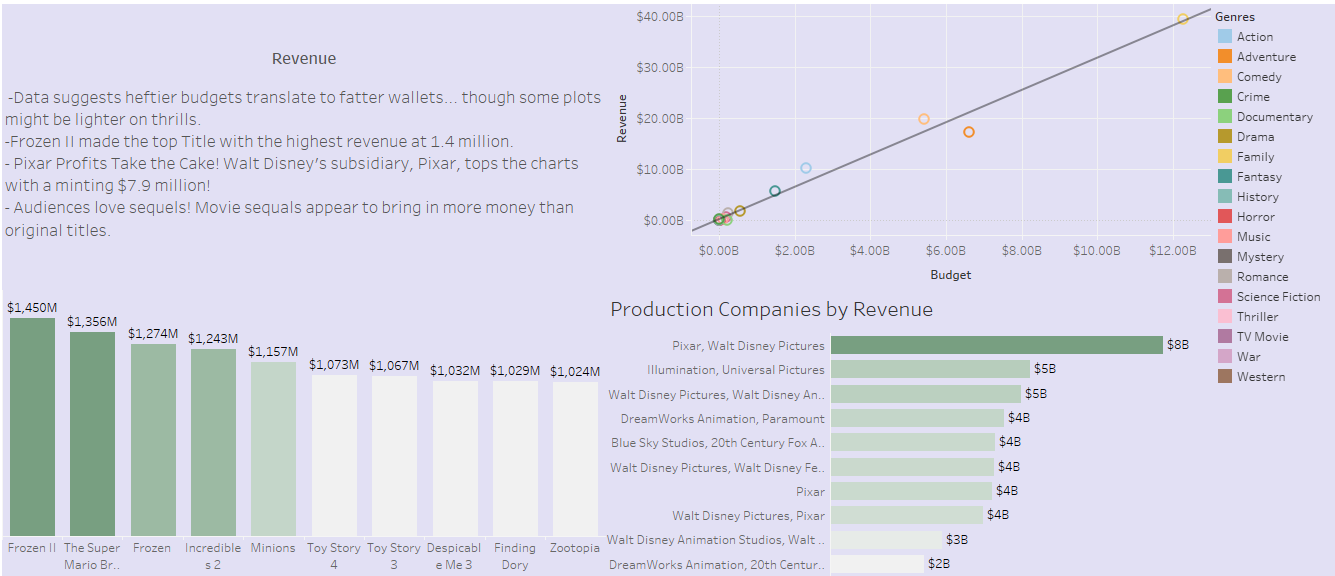 Revenue
-Data suggests heftier budgets translate to fatter wallets... though some plots
might be lighter on thrills.
-Frozen II made the top Title with the highest revenue at 1.4 million.
- Pixar Profits Take the Cake! Walt Disney's subsidiary, Pixar, tops the charts
with a minting $7.9 million!
- Audiences love sequels! Movie sequals appear to bring in more money than
original titles.
$40.00B
$30.00B
$20.00B
$10.00B
$0.00B
Revenue
$0.00B $2.00B $4.00B $6.00B $8.00B $10.00B $12.00B
Budget
Genres
Action
Adventure
Comedy
Crime
Documentary
Drama
Family
Fantasy
History
Horror
Music
Mystery
Romance
Science Fiction
Thriller
TV Movie
War
Western
$1,450M $1,356M $1,274M $1,243M $1,157M $1,073M $1,067M $1,032M $1,029M $1,024M
Frozen II The Super Frozen Incredible Minions Toy Story Toy Story Despicabl Finding Zootopia
Mario Br.. s 2 4 3 e Me 3 Dory
Production Companies by Revenue
Pixar, Walt Disney Pictures $8B
Illumination, Universal Pictures $5B
Walt Disney Pictures, Walt Disney An.. $5B
DreamWorks Animation, Paramount $4B
Blue Sky Studios, 20th Century Fox A.. $4B
Walt Disney Pictures, Walt Disney Fe.. $4B
Pixar $4B
Walt Disney Pictures, Pixar $4B
Walt Disney Animation Studios, Walt .. $3B
DreamWorks Animation, 20th Centur.. $2B